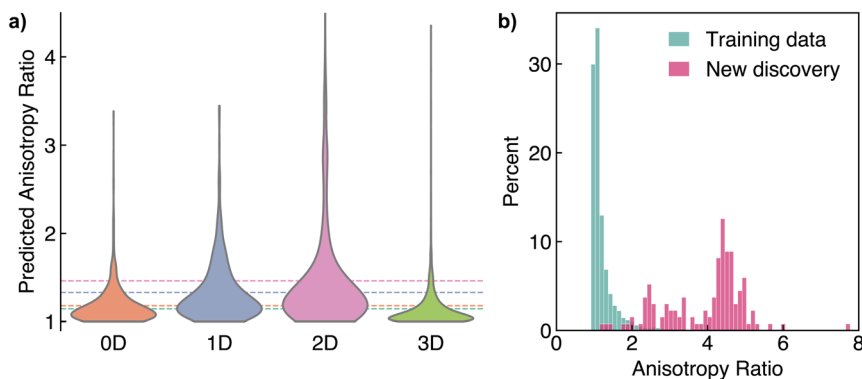 a)
Predicted Anisotropy Ratio
4
3
2
1
0D 1D 2D 3D
b)
Percent
30
20
10
0
Training data
New discovery
0 2 4 6 8
Anisotropy Ratio